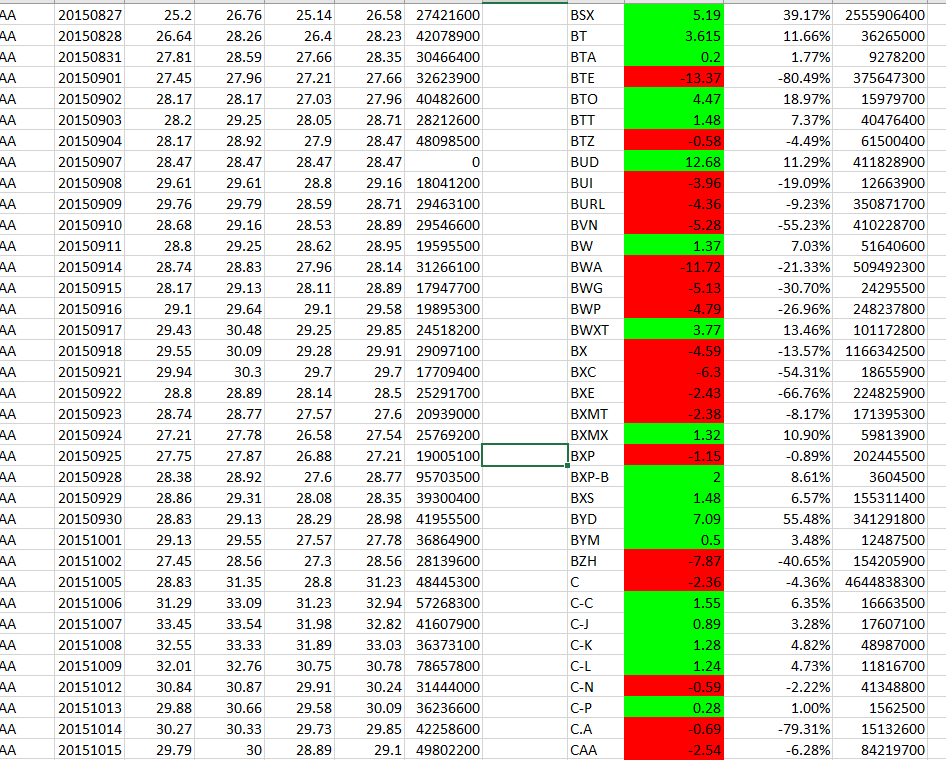 AA 20150827 25.2 26.76 25.14 26.58 27421600 BSX 5.19 39.17% 2555906400
AA 20150828 26.64 28.26 26.4 28.23 42078900 BT 3.615 11.66% 36265000
AA 20150831 27.81 28.59 27.66 28.35 30466400 BTA 0.2 1.77% 9278200
AA 20150901 27.45 27.96 27.21 27.66 32623900 BTE -13.37 -80.49% 375647300
AA 20150902 28.17 28.17 27.03 27.96 40482600 BTO 4.47 18.97% 15979700
AA 20150903 28.2 29.25 28.05 28.71 28212600 BTT 1.48 7.37% 40476400
AA 20150904 28.17 28.92 27.9 28.47 48098500 BTZ -0.58 -4.49% 61500400
AA 20150907 28.47 28.47 28.47 28.47 0 BUD 12.68 11.29% 411828900
AA 20150908 29.61 29.61 28.8 29.16 18041200 BUI -3.96 -19.09% 12663900
AA 20150909 29.76 29.79 28.59 28.71 29463100 BURL -4.36 -9.23% 350871700
AA 20150910 28.68 29.16 28.53 28.89 29546600 BVN -5.28 -55.23% 410228700
AA 20150911 28.8 29.25 28.62 28.95 19595500 BW 1.37 7.03% 51640600
AA 20150914 28.74 28.83 27.96 28.14 31266100 BWA -11.72 -21.33% 509492300
AA 20150915 28.17 29.13 28.11 28.89 17947700 BWG -5.13 -30.70% 24295500
AA 20150916 29.1 29.64 29.1 29.58 19895300 BWP -4.79 -26.96% 248237800
AA 20150917 29.43 30.48 29.25 29.85 24518200 BWXT 3.77 13.46% 101172800
AA 20150918 29.55 30.09 29.28 29.91 29097100 BX -4.59 -13.57% 1166342500
AA 20150921 29.94 30.3 29.7 29.7 17709400 BXC -6.3 -54.31% 18655900
AA 20150922 28.8 28.89 28.14 28.5 25291700 BXE -2.43 -66.76% 224825900
AA 20150923 28.74 28.77 27.57 27.6 20939000 BXMT -2.38 -8.17% 171395300
AA 20150924 27.21 27.78 26.58 27.54 25769200 BXMX 1.32 10.90% 59813900
AA 20150925 27.75 27.87 26.88 27.21 19005100 BXP -1.15 -0.89% 202445500
AA 20150928 28.38 28.92 27.6 28.77 95703500 BXP-B 2 8.61% 3604500
AA 20150929 28.86 29.31 28.08 28.35 39300400 BXS 1.48 6.57% 155311400
AA 20150930 28.83 29.13 28.29 28.98 41955500 BYD 7.09 55.48% 341291800
AA 20151001 29.13 29.55 27.57 27.78 36864900 BYM 0.5 3.48% 12487500
AA 20151002 27.45 28.56 27.3 28.56 28139600 BZH -7.87 -40.65% 154205900
AA 20151005 28.83 31.35 28.8 31.23 48445300 C -2.36 -4.36% 4644838300
AA 20151006 31.29 33.09 31.23 32.94 57268300 C-C 1.55 6.35% 16663500
AA 20151007 33.45 33.54 31.98 32.82 41607900 C-J 0.89 3.28% 17607100
AA 20151008 32.55 33.33 31.89 33.03 36373100 C-K 1.28 4.82% 48987000
AA 20151009 32.01 32.76 30.75 30.78 78657800 C-L 1.24 4.73% 11816700
AA 20151012 30.84 30.87 29.91 30.24 31444000 C-N -0.59 -2.22% 41348800
AA 20151013 29.88 30.66 29.58 30.09 36236600 C-P 0.28 1.00% 1562500
AA 20151014 30.27 30.33 29.73 29.85 42258600 C.A -0.69 -79.31% 15132600
AA 20151015 29.79 30 28.89 29.1 49802200 CAA -2.54 -6.28% 84219700